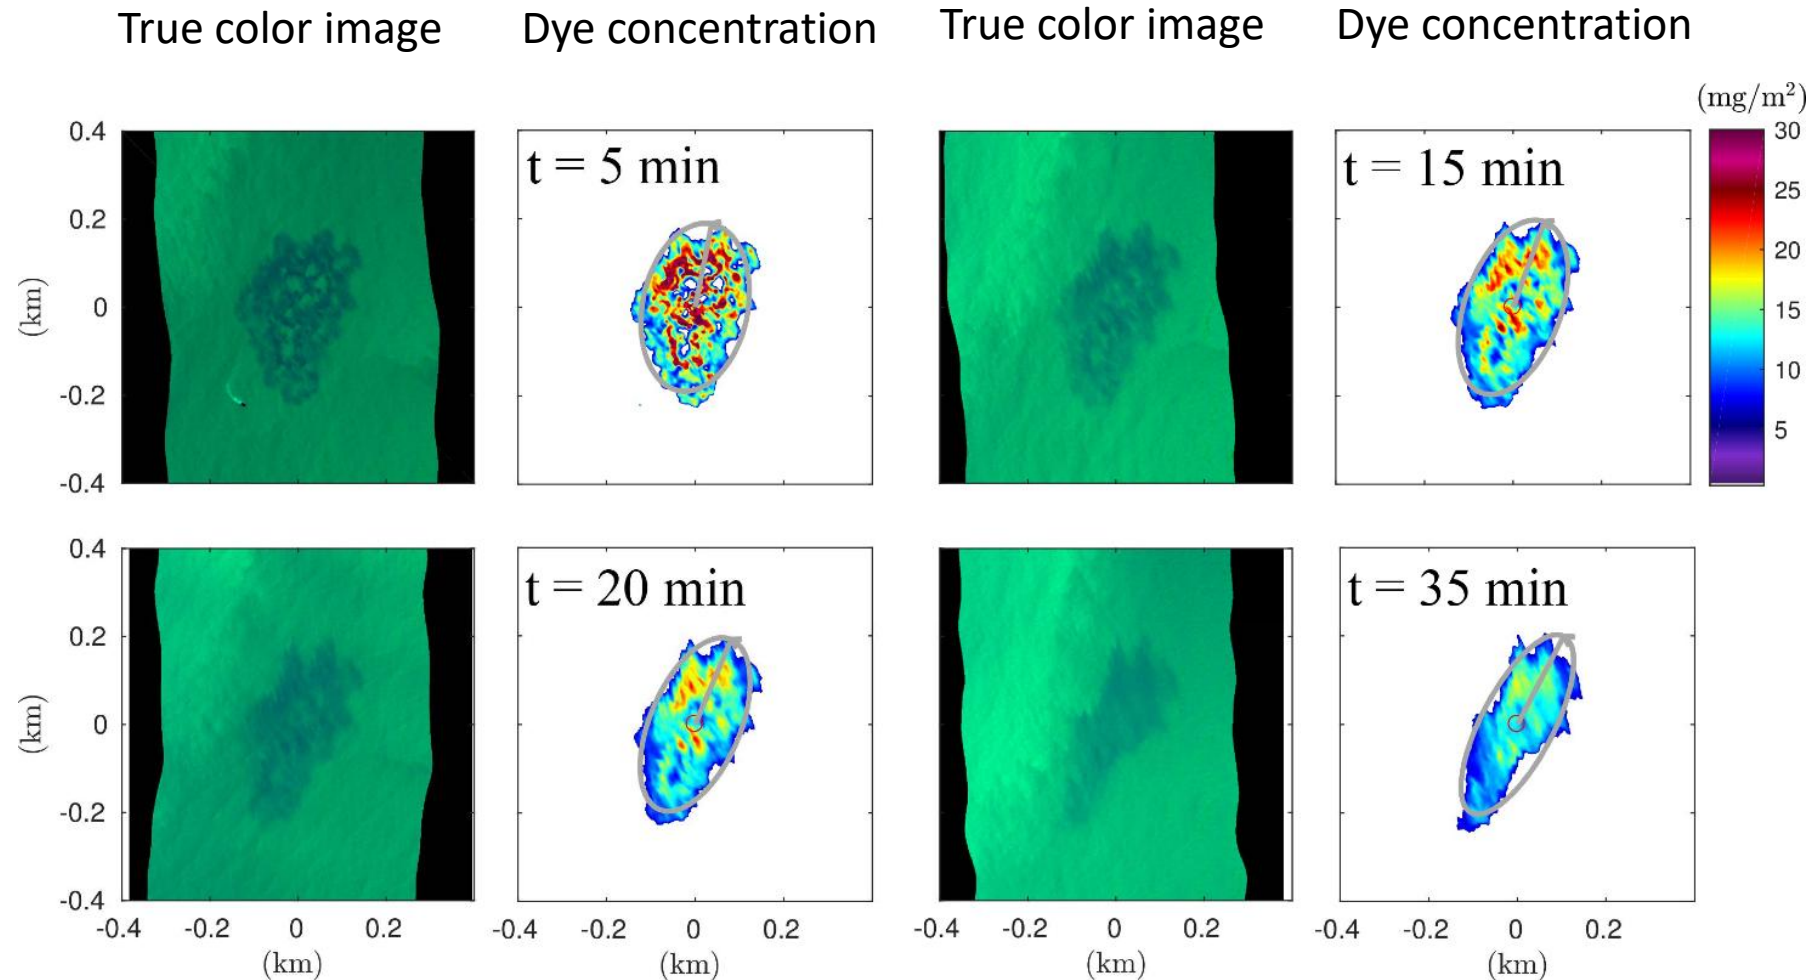 True color image Dye concentration True color image Dye concentration
(mg/m²)
0.4 30
t = 5 min t = 15 min
25
0.2
20
(km) 0 15
10
-0.2
5
-0.4
0.4
t = 20 min t = 35 min
0.2
(km) 0
-0.2
-0.4
-0.4 -0.2 0 0.2 -0.4 -0.2 0 0.2 -0.4 -0.2 0 0.2 -0.4 -0.2 0 0.2
(km) (km) (km) (km)